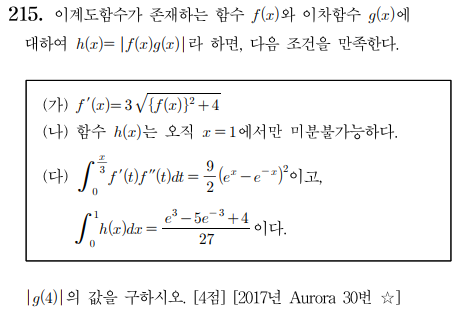 215. 이계도함수가 존재하는 함수 f(x)와 이차함수 g(x)에
대하여 h(x)=|f(x)g(x)|라 하면, 다음 조건을 만족한다.
(가) f′(x)=3√({f(x)}²+4)
(나) 함수 h(x)는 오직 x=1에서만 미분불가능하다.
(다) ∫₀^(x/3) f′(t)f″(t)dt = 9/2 (eˣ−e⁻ˣ)²이고,
∫₀¹ h(x)dx = (e³−5e⁻³+4)/27 이다.
|g(4)|의 값을 구하시오. [4점] [2017년 Aurora 30번 ☆]